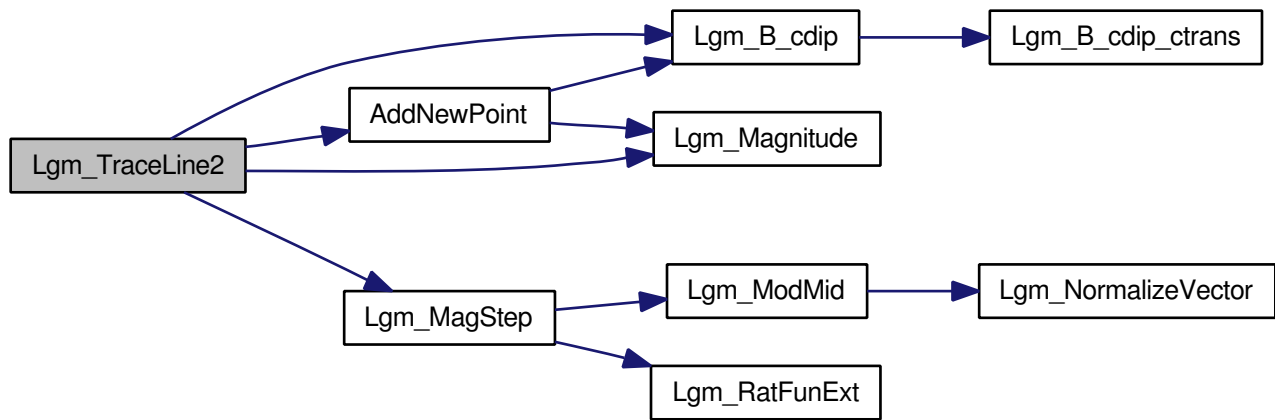 Lgm_TraceLine2
AddNewPoint
Lgm_B_cdip
Lgm_B_cdip_ctrans
Lgm_Magnitude
Lgm_MagStep
Lgm_ModMid
Lgm_NormalizeVector
Lgm_RatFunExt